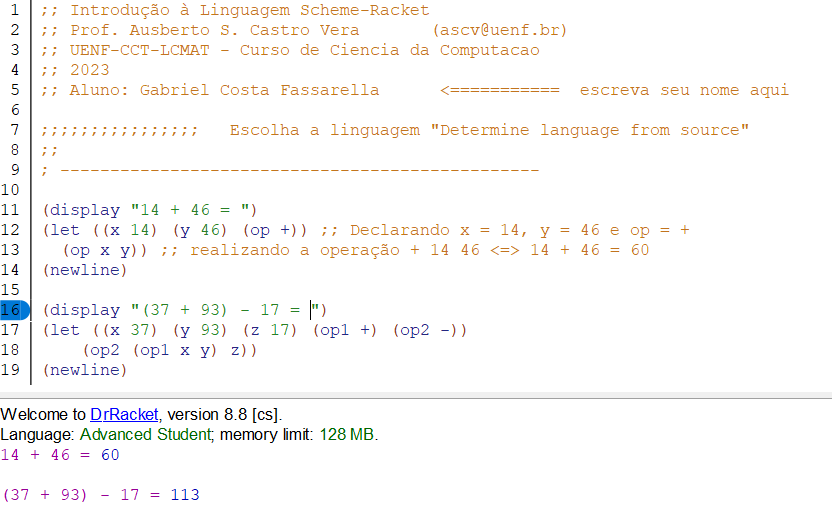 1 ;; Introdução à Linguagem Scheme-Racket
2 ;; Prof. Ausberto S. Castro Vera (ascv@uenf.br)
3 ;; UENF-CCT-LCMAT - Curso de Ciencia da Computacao
4 ;; 2023
5 ;; Aluno: Gabriel Costa Fassarella <=========== escreva seu nome aqui
6
7 ;;;;;;;;;;;;;;;; Escolha a linguagem "Determine language from source"
8 ;;
9 ; ------------------------------------------------
10
11 (display "14 + 46 = ")
12 (let ((x 14) (y 46) (op +)) ;; Declarando x = 14, y = 46 e op = +
13 (op x y)) ;; realizando a operação + 14 46 <=> 14 + 46 = 60
14 (newline)
15
16 (display "(37 + 93) - 17 = ")
17 (let ((x 37) (y 93) (z 17) (op1 +) (op2 -))
18 (op2 (op1 x y) z))
19 (newline)
Welcome to DrRacket, version 8.8 [cs].
Language: Advanced Student; memory limit: 128 MB.
14 + 46 = 60
(37 + 93) - 17 = 113